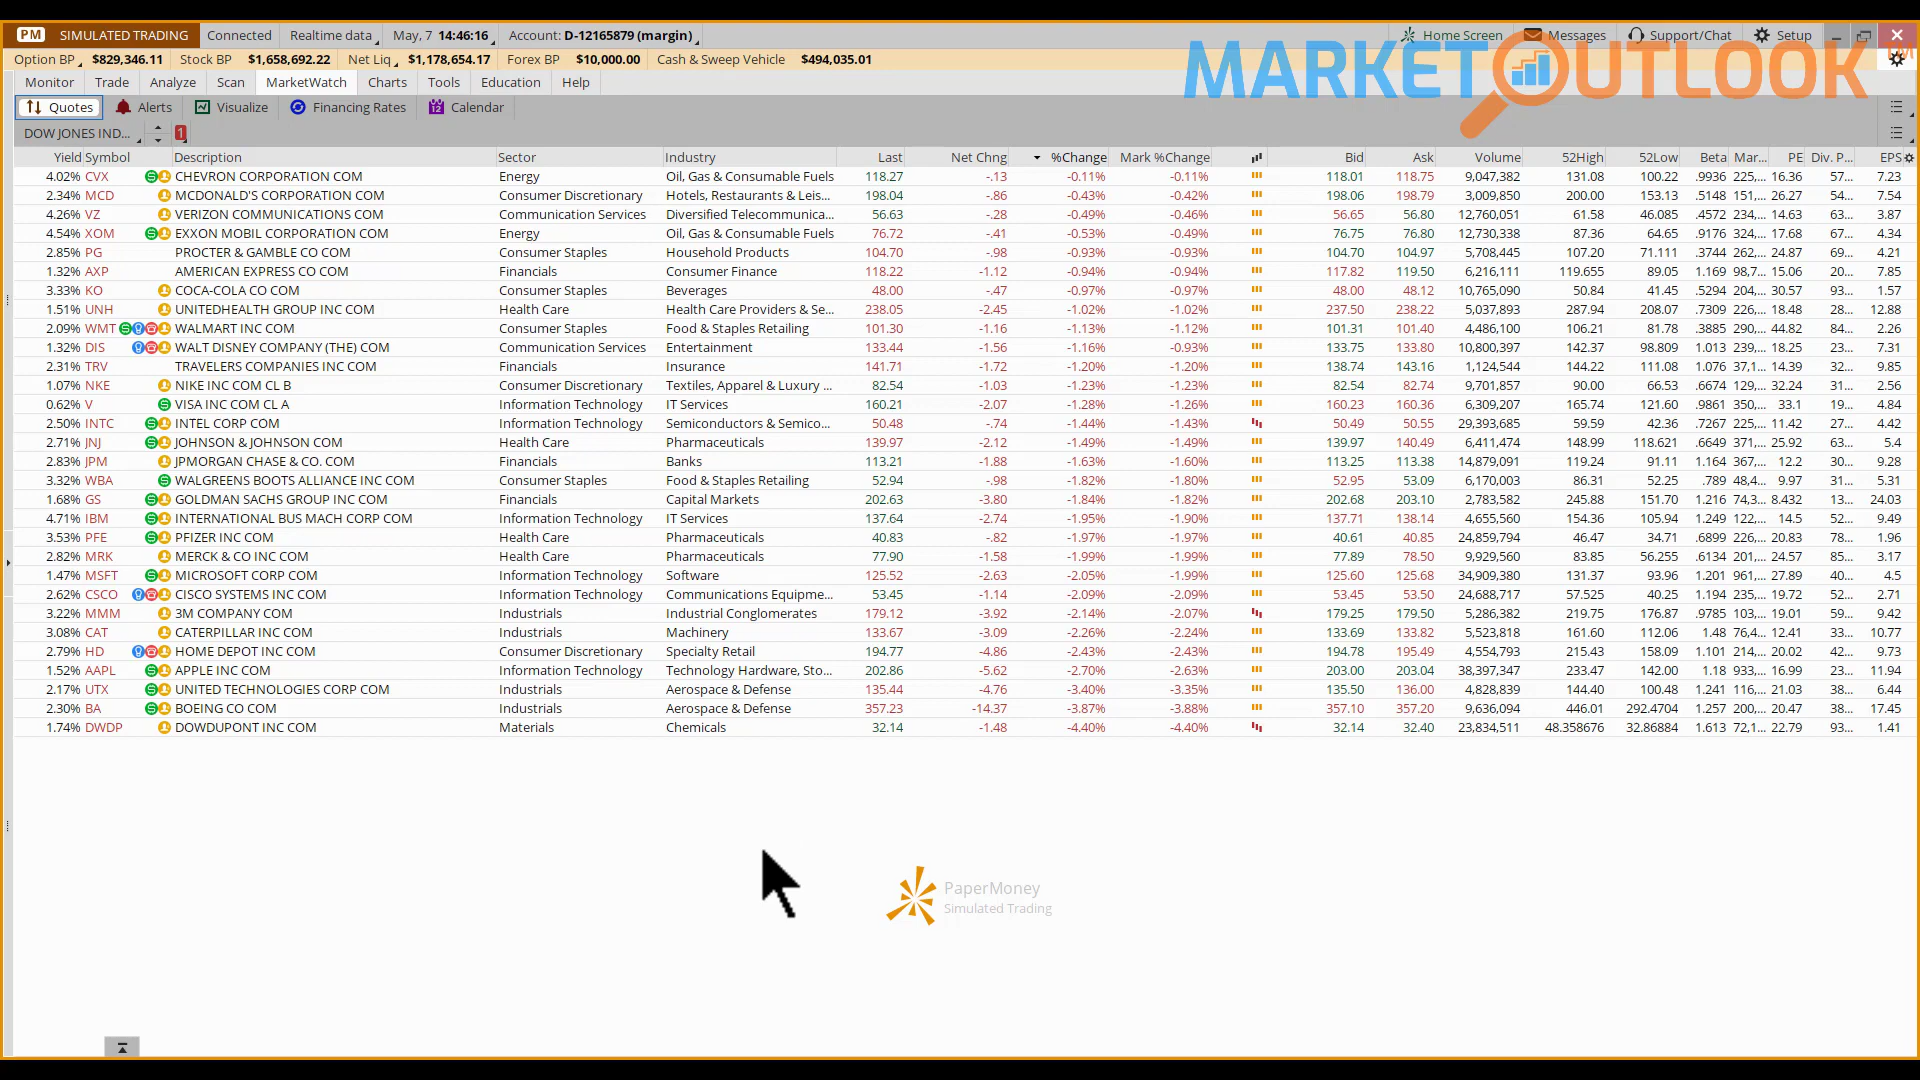 PM SIMULATED TRADING Connected Realtime data May, 7 14:46:16 Account: D-12165879 (margin) Home Screen Messages Support/Chat Setup
MARKET OUTLOOK TM
Option BP $829,346.11 Stock BP $1,658,692.22 Net Liq $1,178,654.17 Forex BP $10,000.00 Cash & Sweep Vehicle $494,035.01
Monitor Trade Analyze Scan MarketWatch Charts Tools Education Help
Quotes Alerts Visualize Financing Rates 12 Calendar
DOW JONES IND... 1
Yield Symbol Description Sector Industry Last Net Chng %Change Mark %Change Bid Ask Volume 52High 52Low Beta Mar... PE Div. P... EPS
4.02% CVX CHEVRON CORPORATION COM Energy Oil, Gas & Consumable Fuels 118.27 -.13 -0.11% -0.11% 118.01 118.75 9,047,382 131.08 100.22 .9936 225,... 16.36 57... 7.23
2.34% MCD MCDONALD'S CORPORATION COM Consumer Discretionary Hotels, Restaurants & Leis... 198.04 -.86 -0.43% -0.42% 198.06 198.79 3,009,850 200.00 153.13 .5148 151,... 26.27 54... 7.54
4.26% VZ VERIZON COMMUNICATIONS COM Communication Services Diversified Telecommunica... 56.63 -.28 -0.49% -0.46% 56.65 56.80 12,760,051 61.58 46.085 .4572 234,... 14.63 63... 3.87
4.54% XOM EXXON MOBIL CORPORATION COM Energy Oil, Gas & Consumable Fuels 76.72 -.41 -0.53% -0.49% 76.75 76.80 12,730,338 87.36 64.65 .9176 324,... 17.68 67... 4.34
2.85% PG PROCTER & GAMBLE CO COM Consumer Staples Household Products 104.70 -.98 -0.93% -0.93% 104.70 104.97 5,708,445 107.20 71.111 .3744 262,... 24.87 69... 4.21
1.32% AXP AMERICAN EXPRESS CO COM Financials Consumer Finance 118.22 -1.12 -0.94% -0.94% 117.82 119.50 6,216,111 119.655 89.05 1.169 98,7... 15.06 20... 7.85
3.33% KO COCA-COLA CO COM Consumer Staples Beverages 48.00 -.47 -0.97% -0.97% 48.00 48.12 10,765,090 50.84 41.45 .5294 204,... 30.57 93... 1.57
1.51% UNH UNITEDHEALTH GROUP INC COM Health Care Health Care Providers & Se... 238.05 -2.45 -1.02% -1.02% 237.50 238.22 5,037,893 287.94 208.07 .7309 226,... 18.48 28... 12.88
2.09% WMT WALMART INC COM Consumer Staples Food & Staples Retailing 101.30 -1.16 -1.13% -1.12% 101.31 101.40 4,486,100 106.21 81.78 .3885 290,... 44.82 84... 2.26
1.32% DIS WALT DISNEY COMPANY (THE) COM Communication Services Entertainment 133.44 -1.56 -1.16% -0.93% 133.75 133.80 10,800,397 142.37 98.809 1.013 239,... 18.25 23... 7.31
2.31% TRV TRAVELERS COMPANIES INC COM Financials Insurance 141.71 -1.72 -1.20% -1.20% 138.74 143.16 1,124,544 144.22 111.08 1.076 37,1... 14.39 32... 9.85
1.07% NKE NIKE INC COM CL B Consumer Discretionary Textiles, Apparel & Luxury ... 82.54 -1.03 -1.23% -1.23% 82.54 82.74 9,701,857 90.00 66.53 .6674 129,... 32.24 31... 2.56
0.62% V VISA INC COM CL A Information Technology IT Services 160.21 -2.07 -1.28% -1.26% 160.23 160.36 6,309,207 165.74 121.60 .9861 350,... 33.1 19... 4.84
2.50% INTC INTEL CORP COM Information Technology Semiconductors & Semico... 50.48 -.74 -1.44% -1.43% 50.49 50.55 29,393,685 59.59 42.36 .7267 225,... 11.42 27... 4.42
2.71% JNJ JOHNSON & JOHNSON COM Health Care Pharmaceuticals 139.97 -2.12 -1.49% -1.49% 139.97 140.49 6,411,474 148.99 118.621 .6649 371,... 25.92 63... 5.4
2.83% JPM JPMORGAN CHASE & CO. COM Financials Banks 113.21 -1.88 -1.63% -1.60% 113.25 113.38 14,879,091 119.24 91.11 1.164 367,... 12.2 30... 9.28
3.32% WBA WALGREENS BOOTS ALLIANCE INC COM Consumer Staples Food & Staples Retailing 52.94 -.98 -1.82% -1.80% 52.95 53.09 6,170,003 86.31 52.25 .789 48,4... 9.97 31... 5.31
1.68% GS GOLDMAN SACHS GROUP INC COM Financials Capital Markets 202.63 -3.80 -1.84% -1.82% 202.68 203.10 2,783,582 245.88 151.70 1.216 74,3... 8.432 13... 24.03
4.71% IBM INTERNATIONAL BUS MACH CORP COM Information Technology IT Services 137.64 -2.74 -1.95% -1.90% 137.71 138.14 4,655,560 154.36 105.94 1.249 122,... 14.5 52... 9.49
3.53% PFE PFIZER INC COM Health Care Pharmaceuticals 40.83 -.82 -1.97% -1.97% 40.61 40.85 24,859,794 46.47 34.71 .6899 226,... 20.83 78... 1.96
2.82% MRK MERCK & CO INC COM Health Care Pharmaceuticals 77.90 -1.58 -1.99% -1.99% 77.89 78.50 9,929,560 83.85 56.255 .6134 201,... 24.57 85... 3.17
1.47% MSFT MICROSOFT CORP COM Information Technology Software 125.52 -2.63 -2.05% -1.99% 125.60 125.68 34,909,380 131.37 93.96 1.201 961,... 27.89 40... 4.5
2.62% CSCO CISCO SYSTEMS INC COM Information Technology Communications Equipme... 53.45 -1.14 -2.09% -2.09% 53.45 53.50 24,688,717 57.525 40.25 1.194 235,... 19.72 52... 2.71
3.22% MMM 3M COMPANY COM Industrials Industrial Conglomerates 179.12 -3.92 -2.14% -2.07% 179.25 179.50 5,286,382 219.75 176.87 .9785 103,... 19.01 59... 9.42
3.08% CAT CATERPILLAR INC COM Industrials Machinery 133.67 -3.09 -2.26% -2.24% 133.69 133.82 5,523,818 161.60 112.06 1.48 76,4... 12.41 33... 10.77
2.79% HD HOME DEPOT INC COM Consumer Discretionary Specialty Retail 194.77 -4.86 -2.43% -2.43% 194.78 195.49 4,554,793 215.43 158.09 1.101 214,... 20.02 42... 9.73
1.52% AAPL APPLE INC COM Information Technology Technology Hardware, Sto... 202.86 -5.62 -2.70% -2.63% 203.00 203.04 38,397,347 233.47 142.00 1.18 933,... 16.99 23... 11.94
2.17% UTX UNITED TECHNOLOGIES CORP COM Industrials Aerospace & Defense 135.44 -4.76 -3.40% -3.35% 135.50 136.00 4,828,839 144.40 100.48 1.241 116,... 21.03 38... 6.44
2.30% BA BOEING CO COM Industrials Aerospace & Defense 357.23 -14.37 -3.87% -3.88% 357.10 357.20 9,636,094 446.01 292.4704 1.257 200,... 20.47 38... 17.45
1.74% DWDP DOWDUPONT INC COM Materials Chemicals 32.14 -1.48 -4.40% -4.40% 32.14 32.40 23,834,511 48.358676 32.86884 1.613 72,1... 22.79 93... 1.41
PaperMoney
Simulated Trading